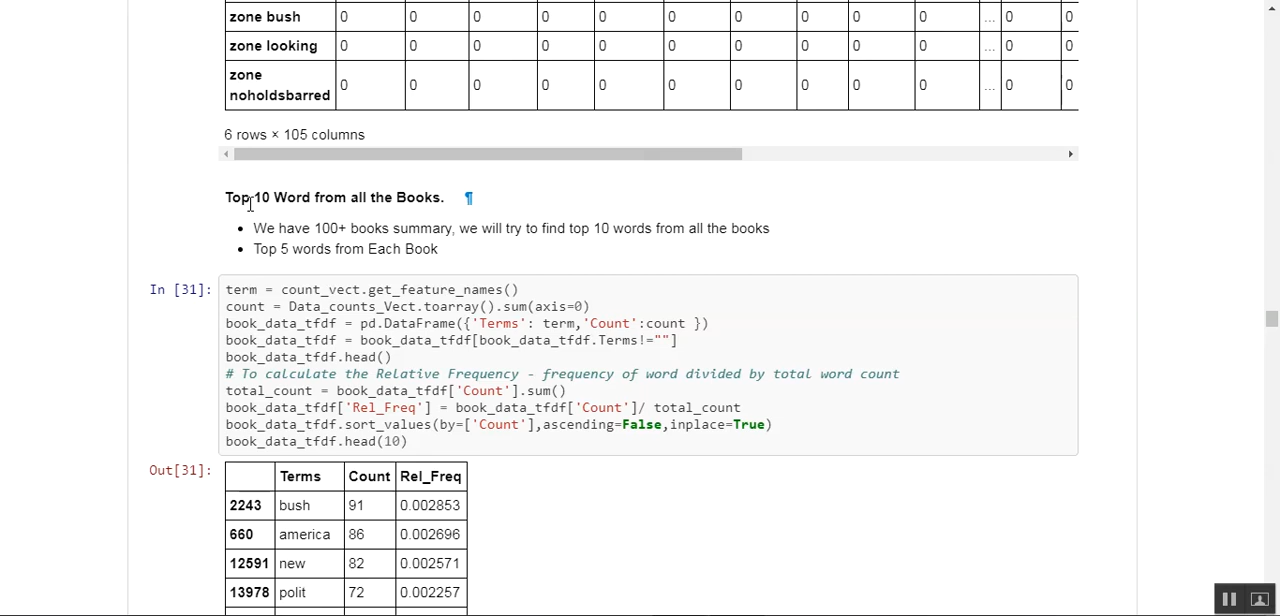 zone bush 0 0 0 0 0 0 0 0 0 0 ... 0 0
zone looking 0 0 0 0 0 0 0 0 0 0 ... 0 0
zone
noholdsbarred 0 0 0 0 0 0 0 0 0 0 ... 0 0
6 rows × 105 columns
Top 10 Word from all the Books. ¶
• We have 100+ books summary, we will try to find top 10 words from all the books
• Top 5 words from Each Book
In [31]: term = count_vect.get_feature_names()
count = Data_counts_Vect.toarray().sum(axis=0)
book_data_tfdf = pd.DataFrame({'Terms': term,'Count':count })
book_data_tfdf = book_data_tfdf[book_data_tfdf.Terms!=""]
book_data_tfdf.head()
# To calculate the Relative Frequency - frequency of word divided by total word count
total_count = book_data_tfdf['Count'].sum()
book_data_tfdf['Rel_Freq'] = book_data_tfdf['Count']/ total_count
book_data_tfdf.sort_values(by=['Count'],ascending=False,inplace=True)
book_data_tfdf.head(10)
Out[31]:
Terms Count Rel_Freq
2243 bush 91 0.002853
660 america 86 0.002696
12591 new 82 0.002571
13978 polit 72 0.002257